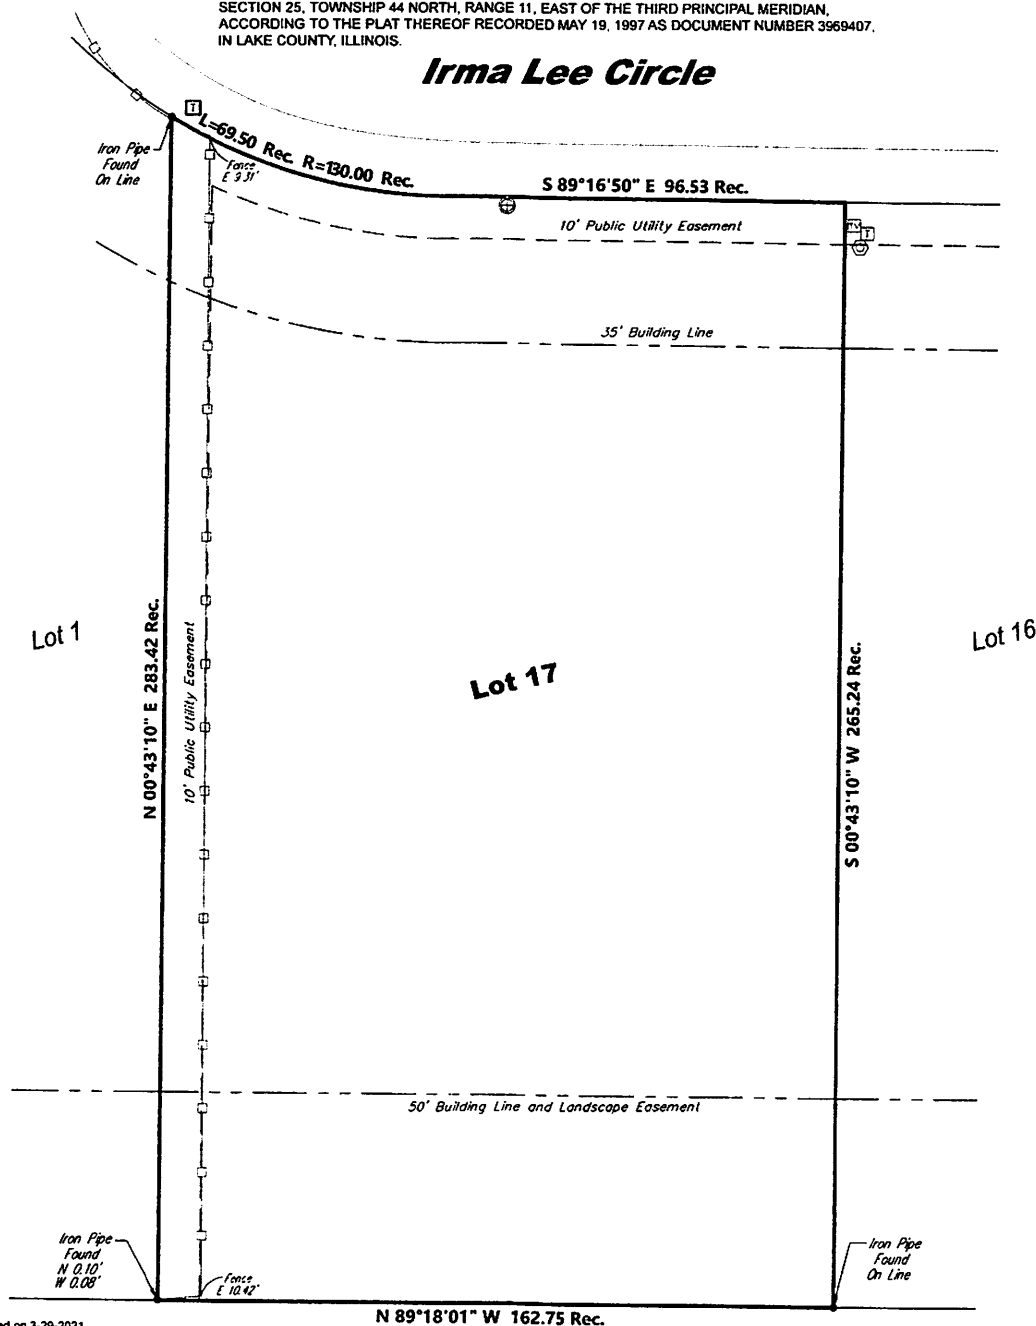 SECTION 25, TOWNSHIP 44 NORTH, RANGE 11, EAST OF THE THIRD PRINCIPAL MERIDIAN,
ACCORDING TO THE PLAT THEREOF RECORDED MAY 19, 1997 AS DOCUMENT NUMBER 3969407,
IN LAKE COUNTY, ILLINOIS.
Irma Lee Circle
T
L=69.50 Rec. R=130.00 Rec.
Iron Pipe
Found
On Line
Fence
E 9.31'
S 89°16'50" E 96.53 Rec.
10' Public Utility Easement
T
35' Building Line
Lot 1
N 00°43'10" E 283.42 Rec.
10' Public Utility Easement
Lot 17
S 00°43'10" W 265.24 Rec.
Lot 16
50' Building Line and Landscape Easement
Iron Pipe
Found
N 0.10'
W 0.08'
Fence
E 10.42'
Iron Pipe
Found
On Line
N 89°18'01" W 162.75 Rec.
on 3-29-2021